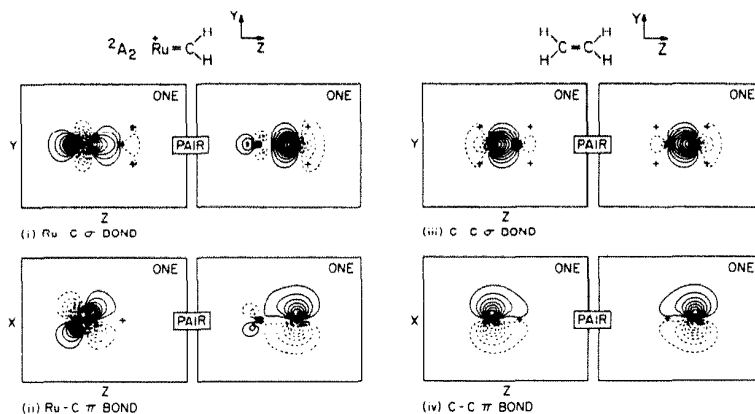 Y
Z
H
²A₂ Ru⁺=C
H
Y
Z
H H
C=C
H H
ONE
ONE
ONE
ONE
Y
PAIR
Y
PAIR
Z
Z
(i) Ru-C σ BOND
(iii) C-C σ BOND
ONE
ONE
ONE
ONE
X
PAIR
X
PAIR
Z
Z
(ii) Ru-C π BOND
(iv) C-C π BOND